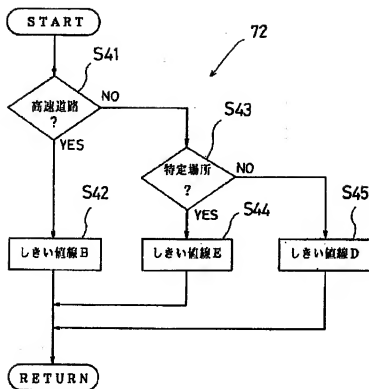 START
S41
72
高速道路
?
NO
S43
YES
特定場所
?
NO
S42
YES
S44
S45
しきい値線B
しきい値線E
しきい値線D
RETURN